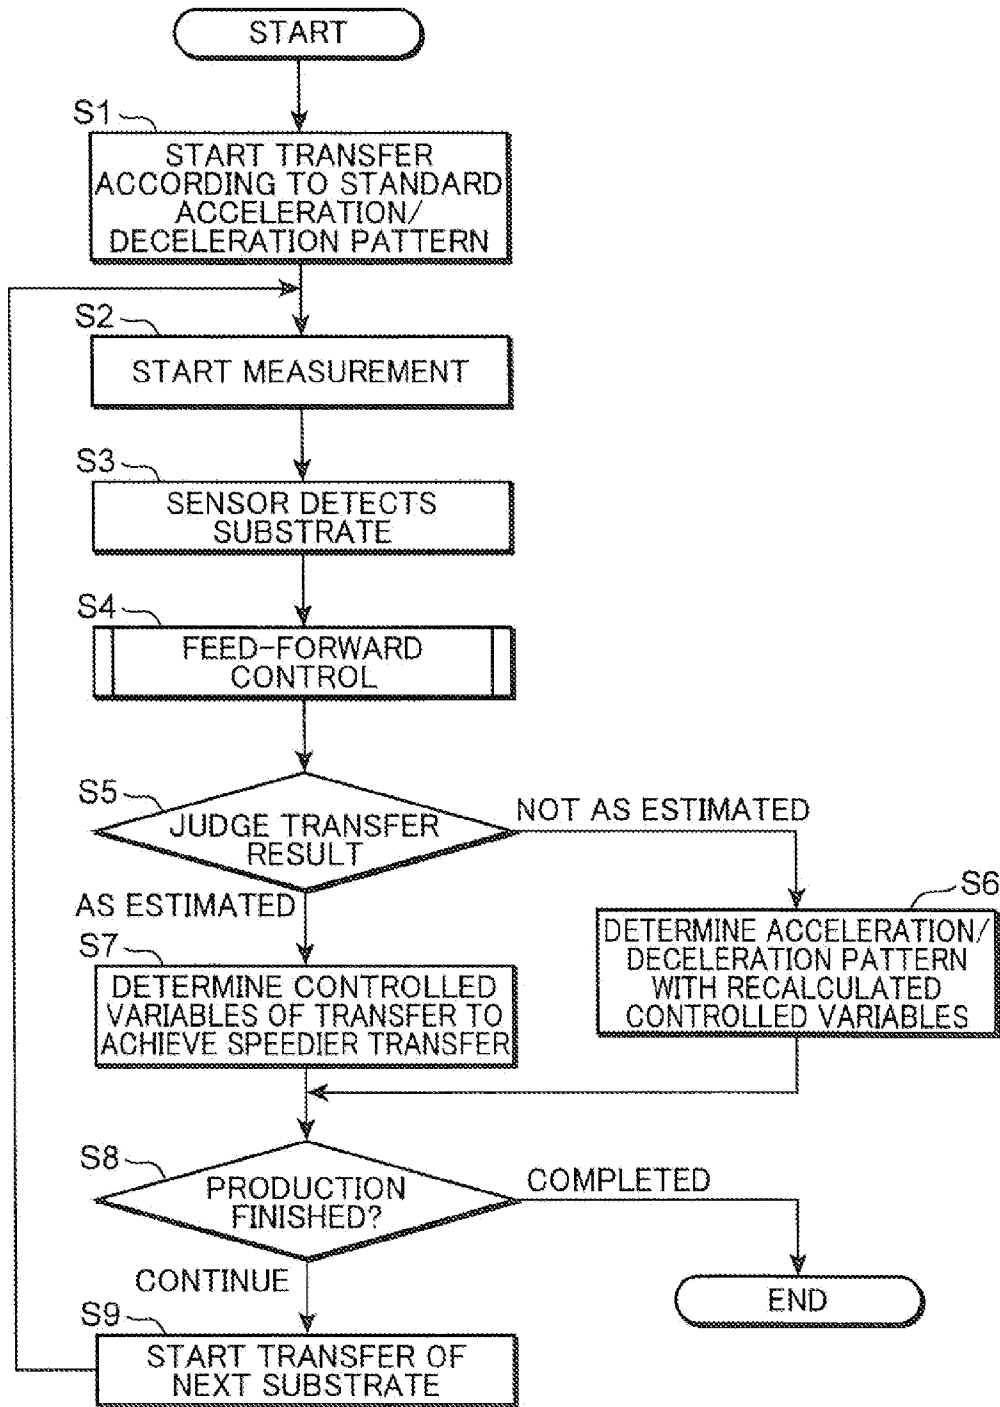 START
S1
START TRANSFER
ACCORDING TO STANDARD
ACCELERATION/
DECELERATION PATTERN
S2
START MEASUREMENT
S3
SENSOR DETECTS
SUBSTRATE
S4
FEED-FORWARD
CONTROL
S5
JUDGE TRANSFER
RESULT
NOT AS ESTIMATED
AS ESTIMATED
S6
DETERMINE ACCELERATION/
DECELERATION PATTERN
WITH RECALCULATED
CONTROLLED VARIABLES
S7
DETERMINE CONTROLLED
VARIABLES OF TRANSFER TO
ACHIEVE SPEEDIER TRANSFER
S8
PRODUCTION
FINISHED?
COMPLETED
CONTINUE
END
S9
START TRANSFER OF
NEXT SUBSTRATE